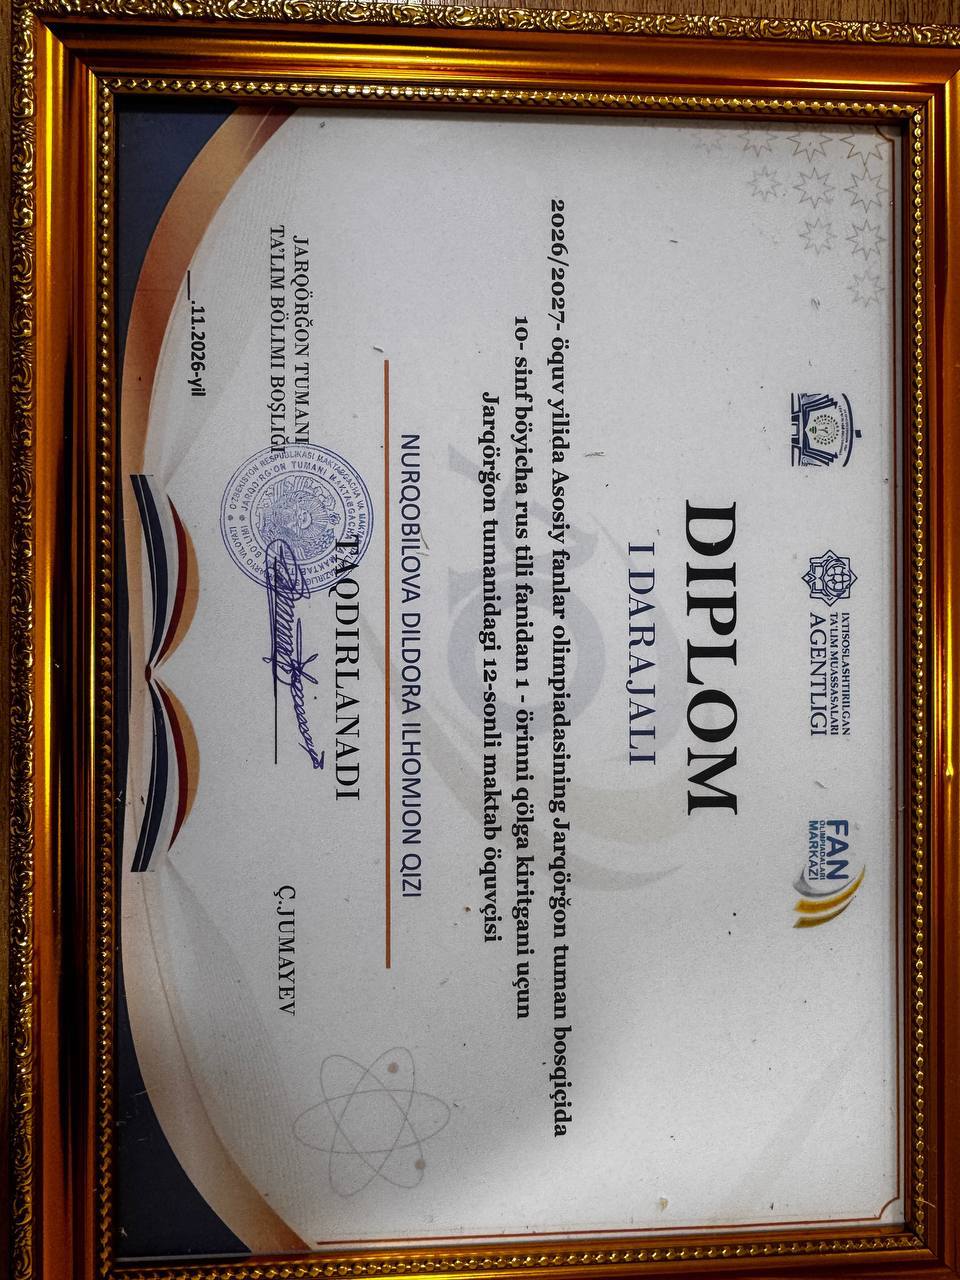 IXTISOSLASHTIRILGAN
TA'LIM MUASSASALARI
AGENTLIGI
FAN
OLIMPIADALARI
MARKAZI
DIPLOM
I DARAJALI
2026/2027- öquv yilida Asosiy fanlar olimpiadasining Jarqörğon tuman bosqiçida
10- sinf böyicha rus tili fanidan 1 - örinni qölga kiritgani uçun
Jarqörğon tumanidagi 12-sonli maktab öquvçisi
NURQOBILOVA DILDORA ILHOMJON QIZI
TAQDIRLANADI
JARQÖRĞON TUMANI
TA'LIM BÖLIMI BOŞLIĞI
Ç.JUMAYEV
___.11.2026-yil